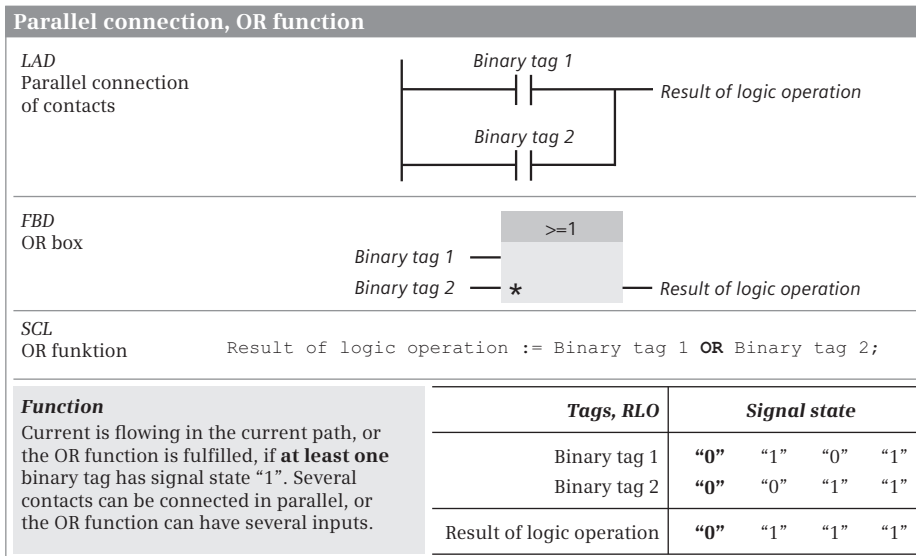 Parallel connection, OR function
LAD
Parallel connection
of contacts
Binary tag 1
Result of logic operation
Binary tag 2
FBD
OR box
>=1
Binary tag 1
Binary tag 2
*
Result of logic operation
SCL
OR funktion
Result of logic operation := Binary tag 1 OR Binary tag 2;
Function
Current is flowing in the current path, or
the OR function is fulfilled, if at least one
binary tag has signal state “1”. Several
contacts can be connected in parallel, or
the OR function can have several inputs.
Tags, RLO Signal state
Binary tag 1 “0” “1” “0” “1”
Binary tag 2 “0” “0” “1” “1”
Result of logic operation “0” “1” “1” “1”